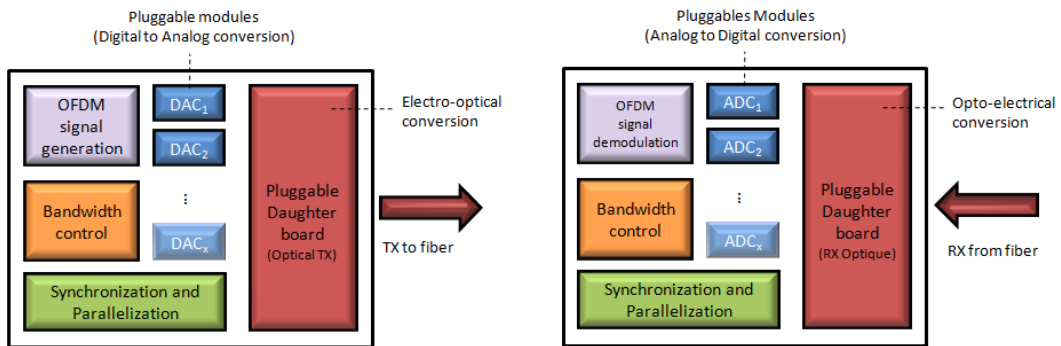 Pluggable modules
(Digital to Analog conversion)
OFDM
signal
generation
DAC1
DAC2
...
DACx
Bandwidth
control
Synchronization and
Parallelization
Pluggable
Daughter
board
(Optical TX)
Electro-optical
conversion
TX to fiber
Pluggables Modules
(Analog to Digital conversion)
OFDM
signal
demodulation
ADC1
ADC2
...
ADCx
Bandwidth
control
Synchronization and
Parallelization
Pluggable
Daughter
board
(RX Optique)
Opto-electrical
conversion
RX from fiber